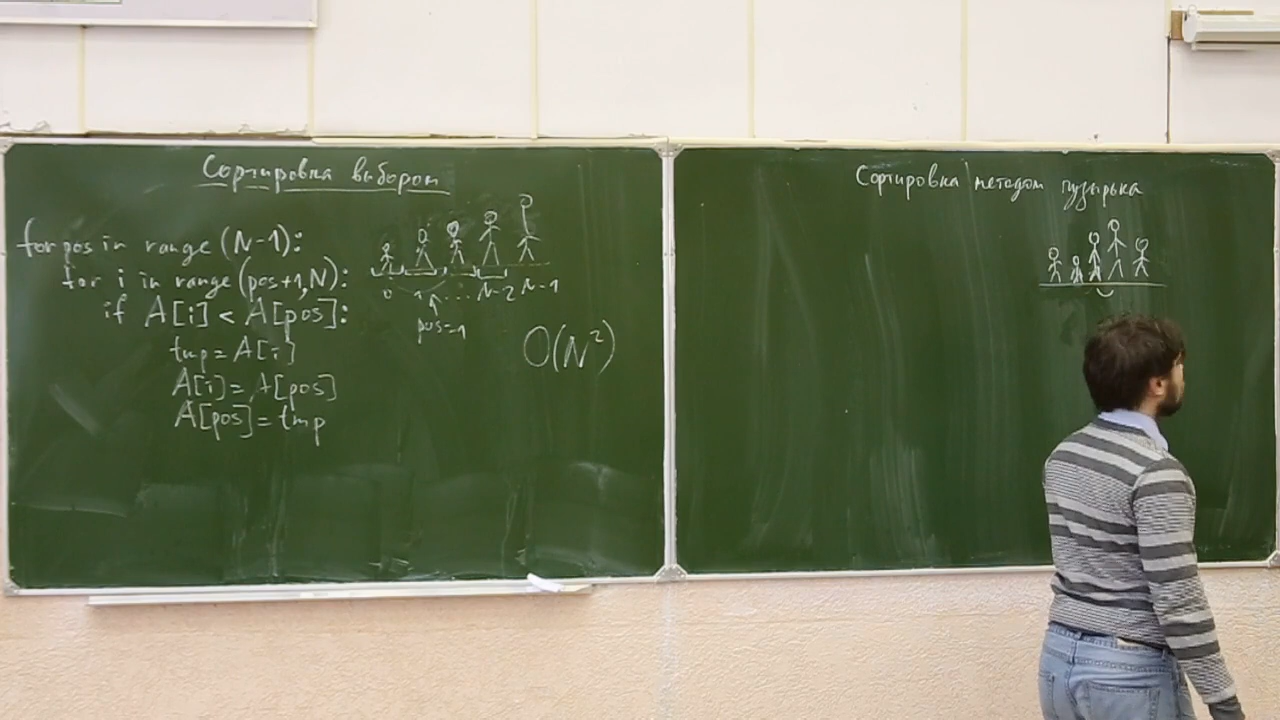 Сортировка выбором
for pos in range (N-1):
for i in range(pos+1,N):
if A[i] < A[pos]:
tmp=A[i]
A[i]=A[pos]
A[pos]=tmp
0 1 ... N-2 N-1
pos=1
O(N²)
Сортировка методом пузырька